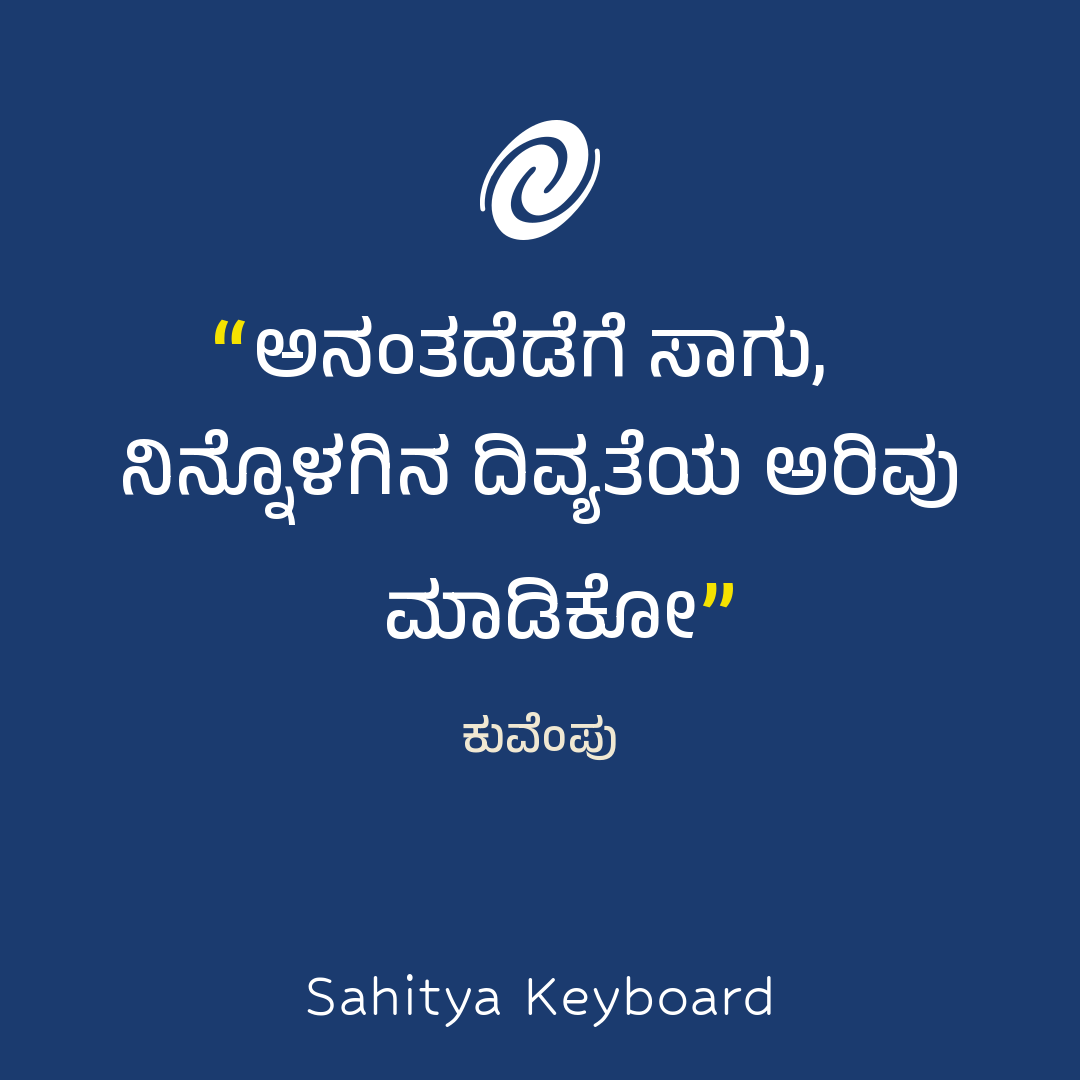 “ಅನಂತದೆಡೆಗೆ ಸಾಗು,
ನಿನ್ನೊಳಗಿನ ದಿವ್ಯತೆಯ ಅರಿವು
ಮಾಡಿಕೋ”
ಕುವೆಂಪು
Sahitya Keyboard